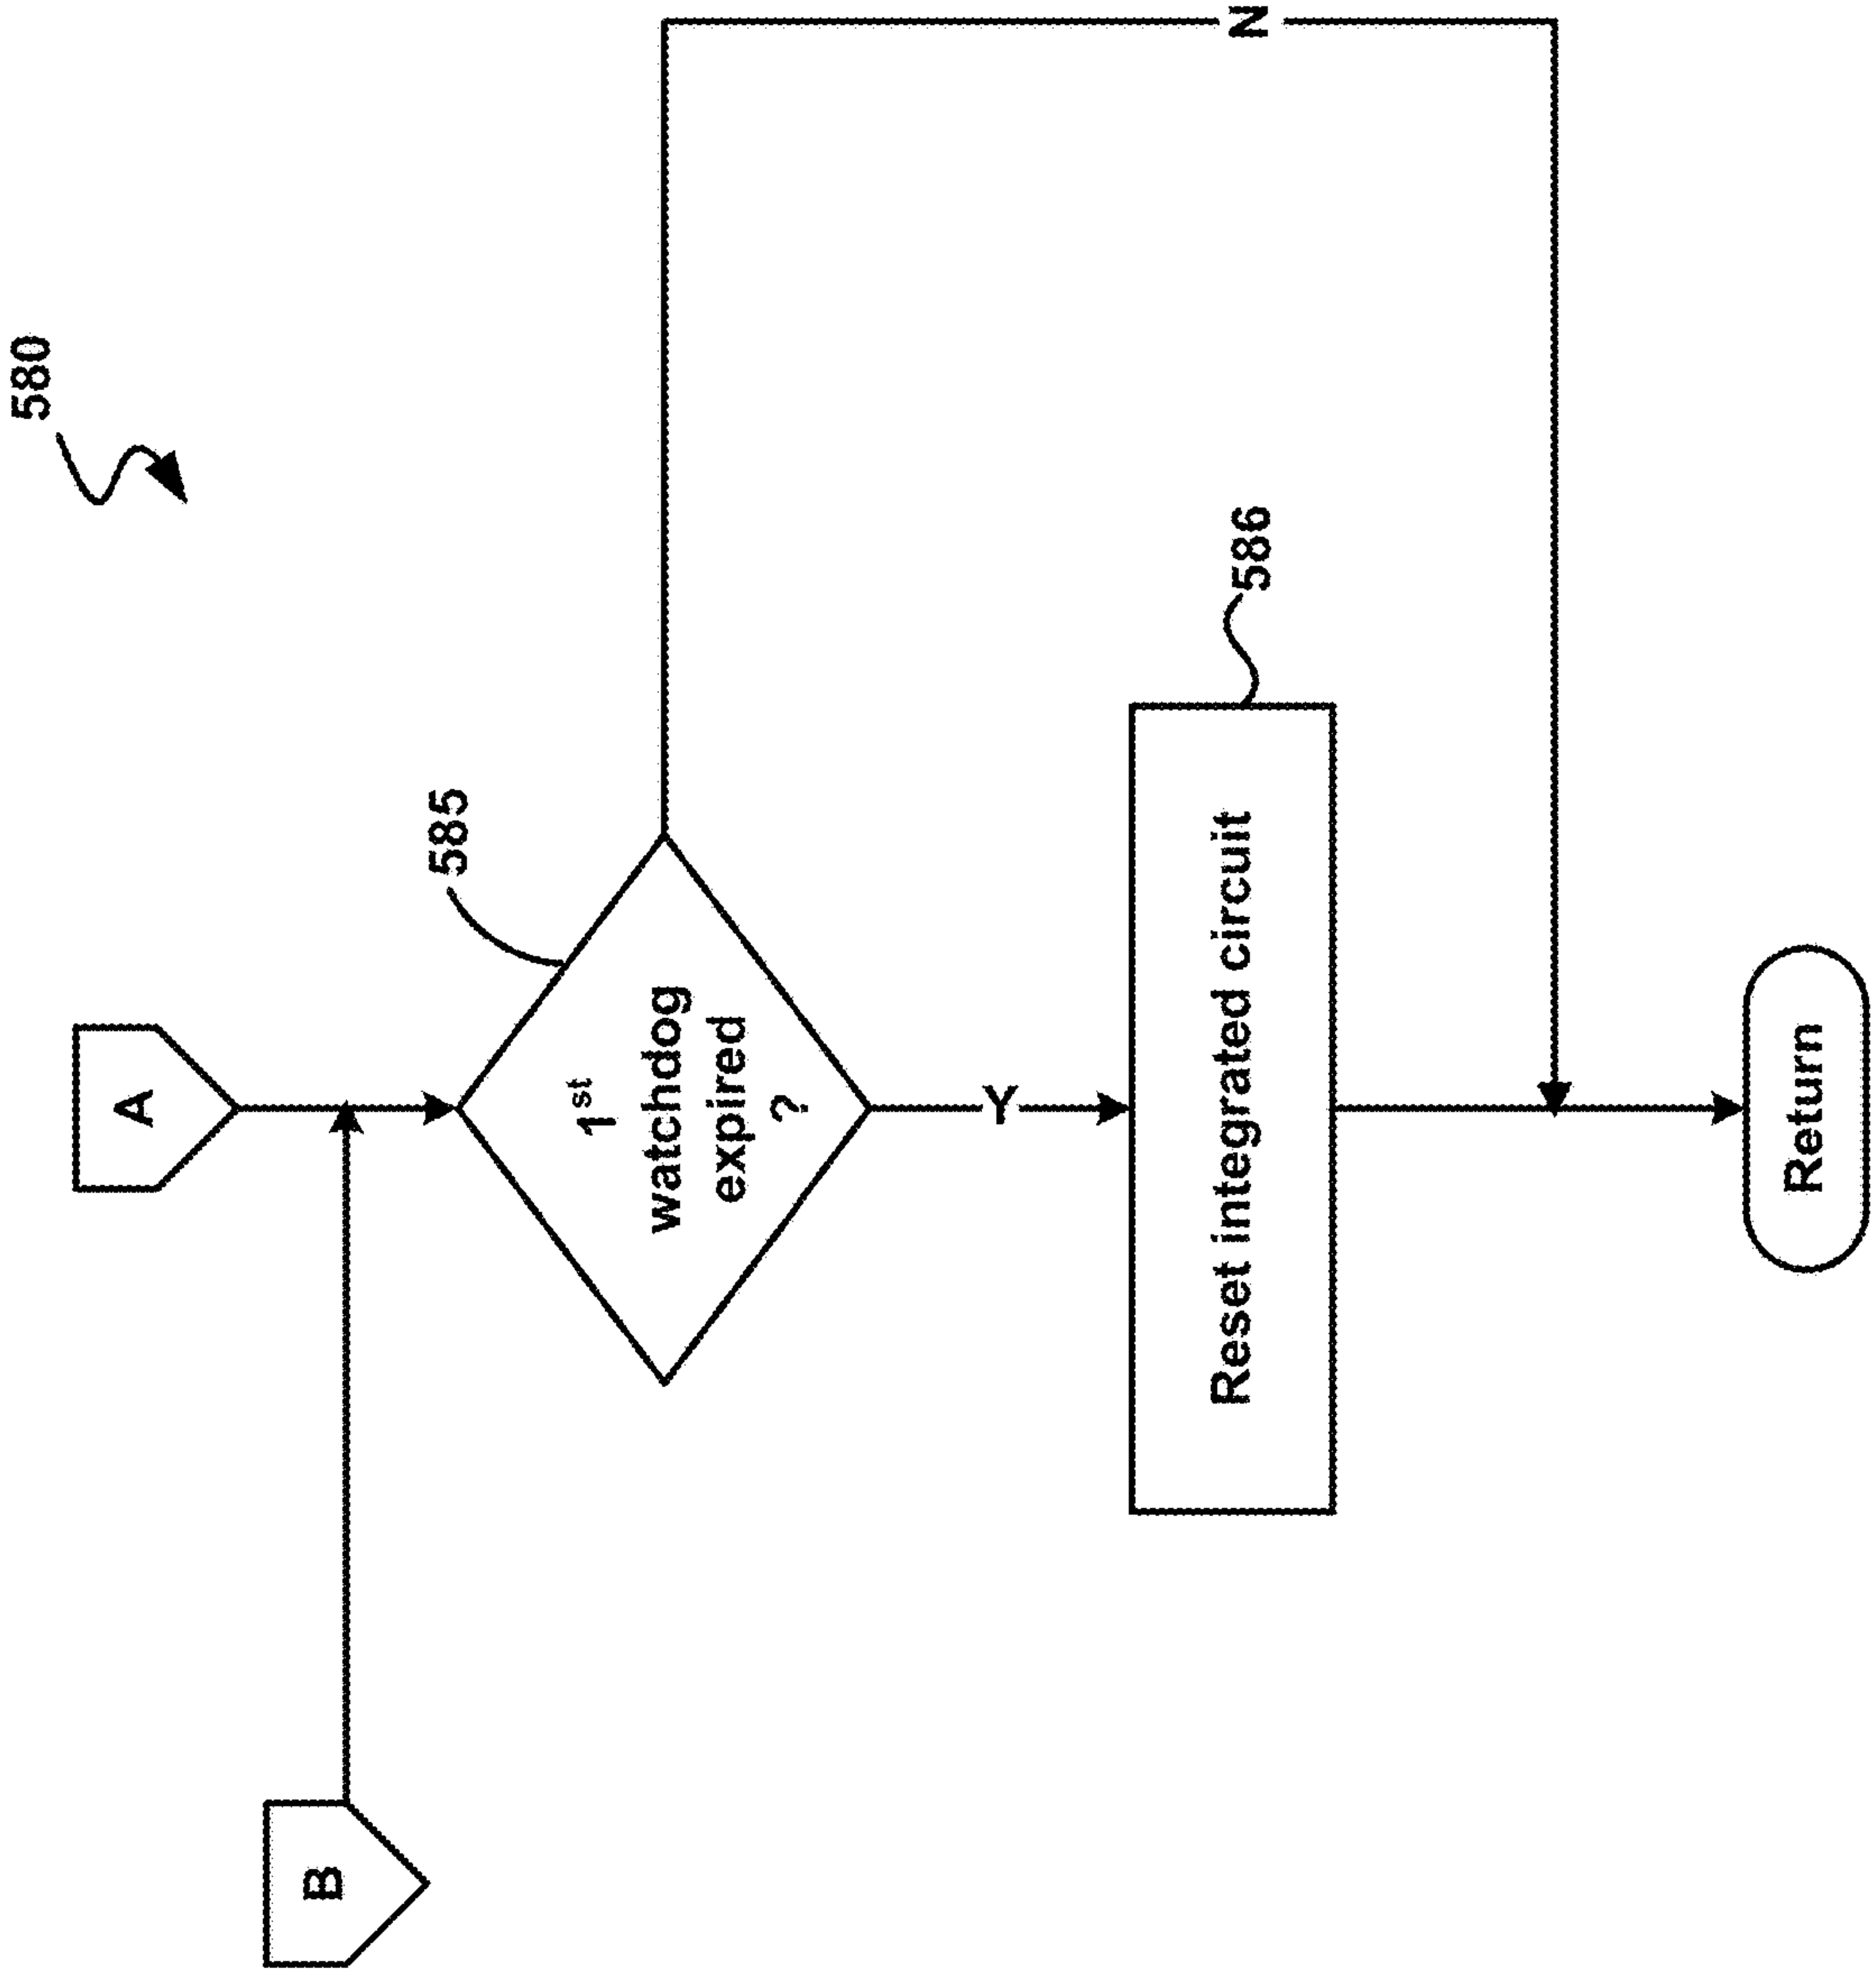 580
A
B
585
1st
watchdog
expired
?
Y
N
586
Reset integrated circuit
Return